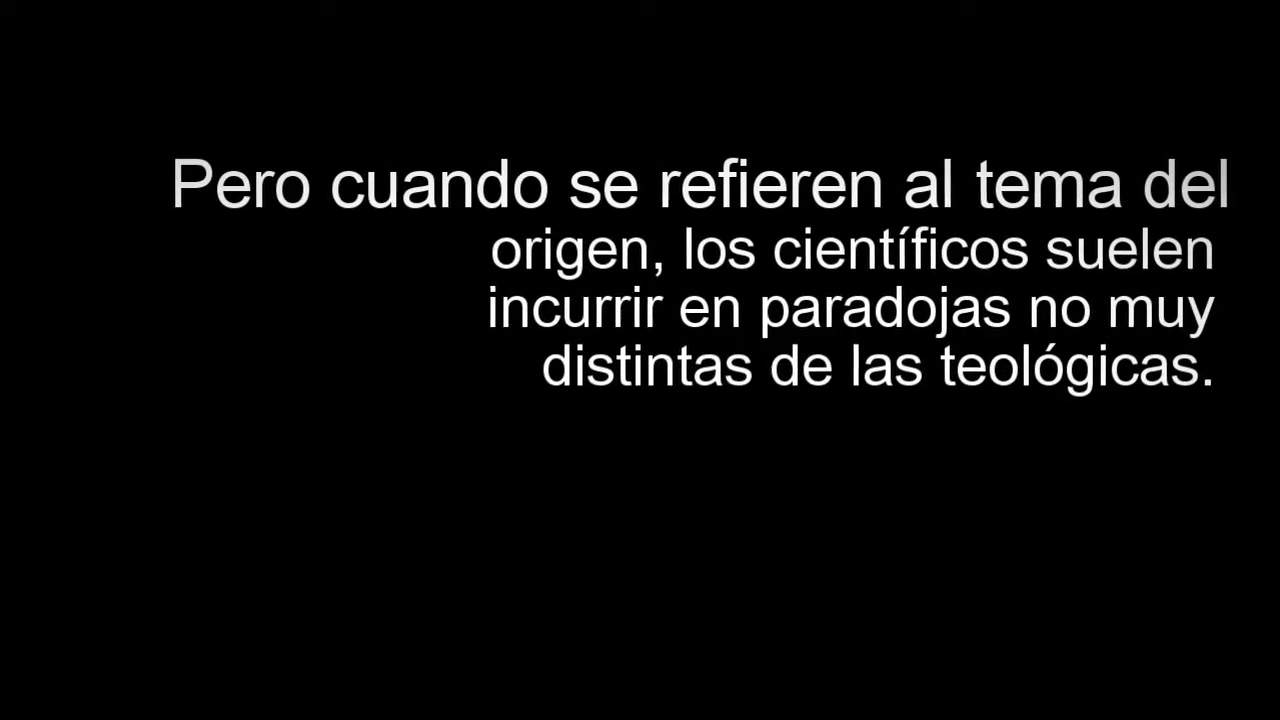 Pero cuando se refieren al tema del
origen, los científicos suelen
incurrir en paradojas no muy
distintas de las teológicas.